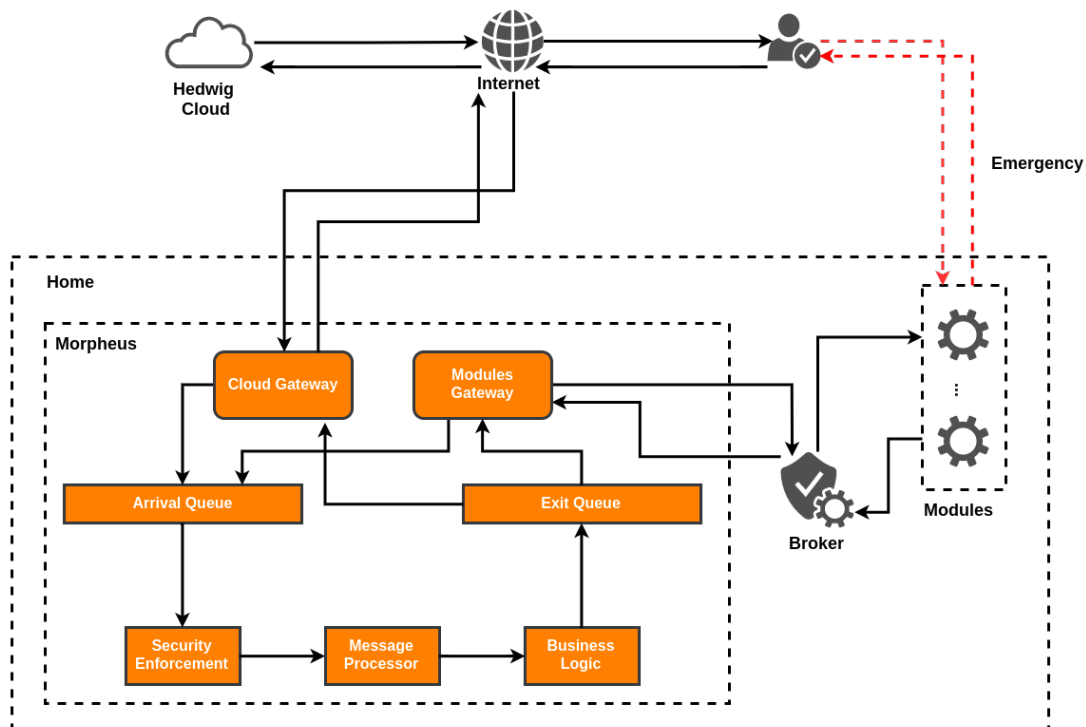 Hedwig
Cloud
Internet
Emergency
Home
Morpheus
Cloud Gateway
Modules
Gateway
Arrival Queue
Exit Queue
Modules
Broker
Security
Enforcement
Message
Processor
Business
Logic